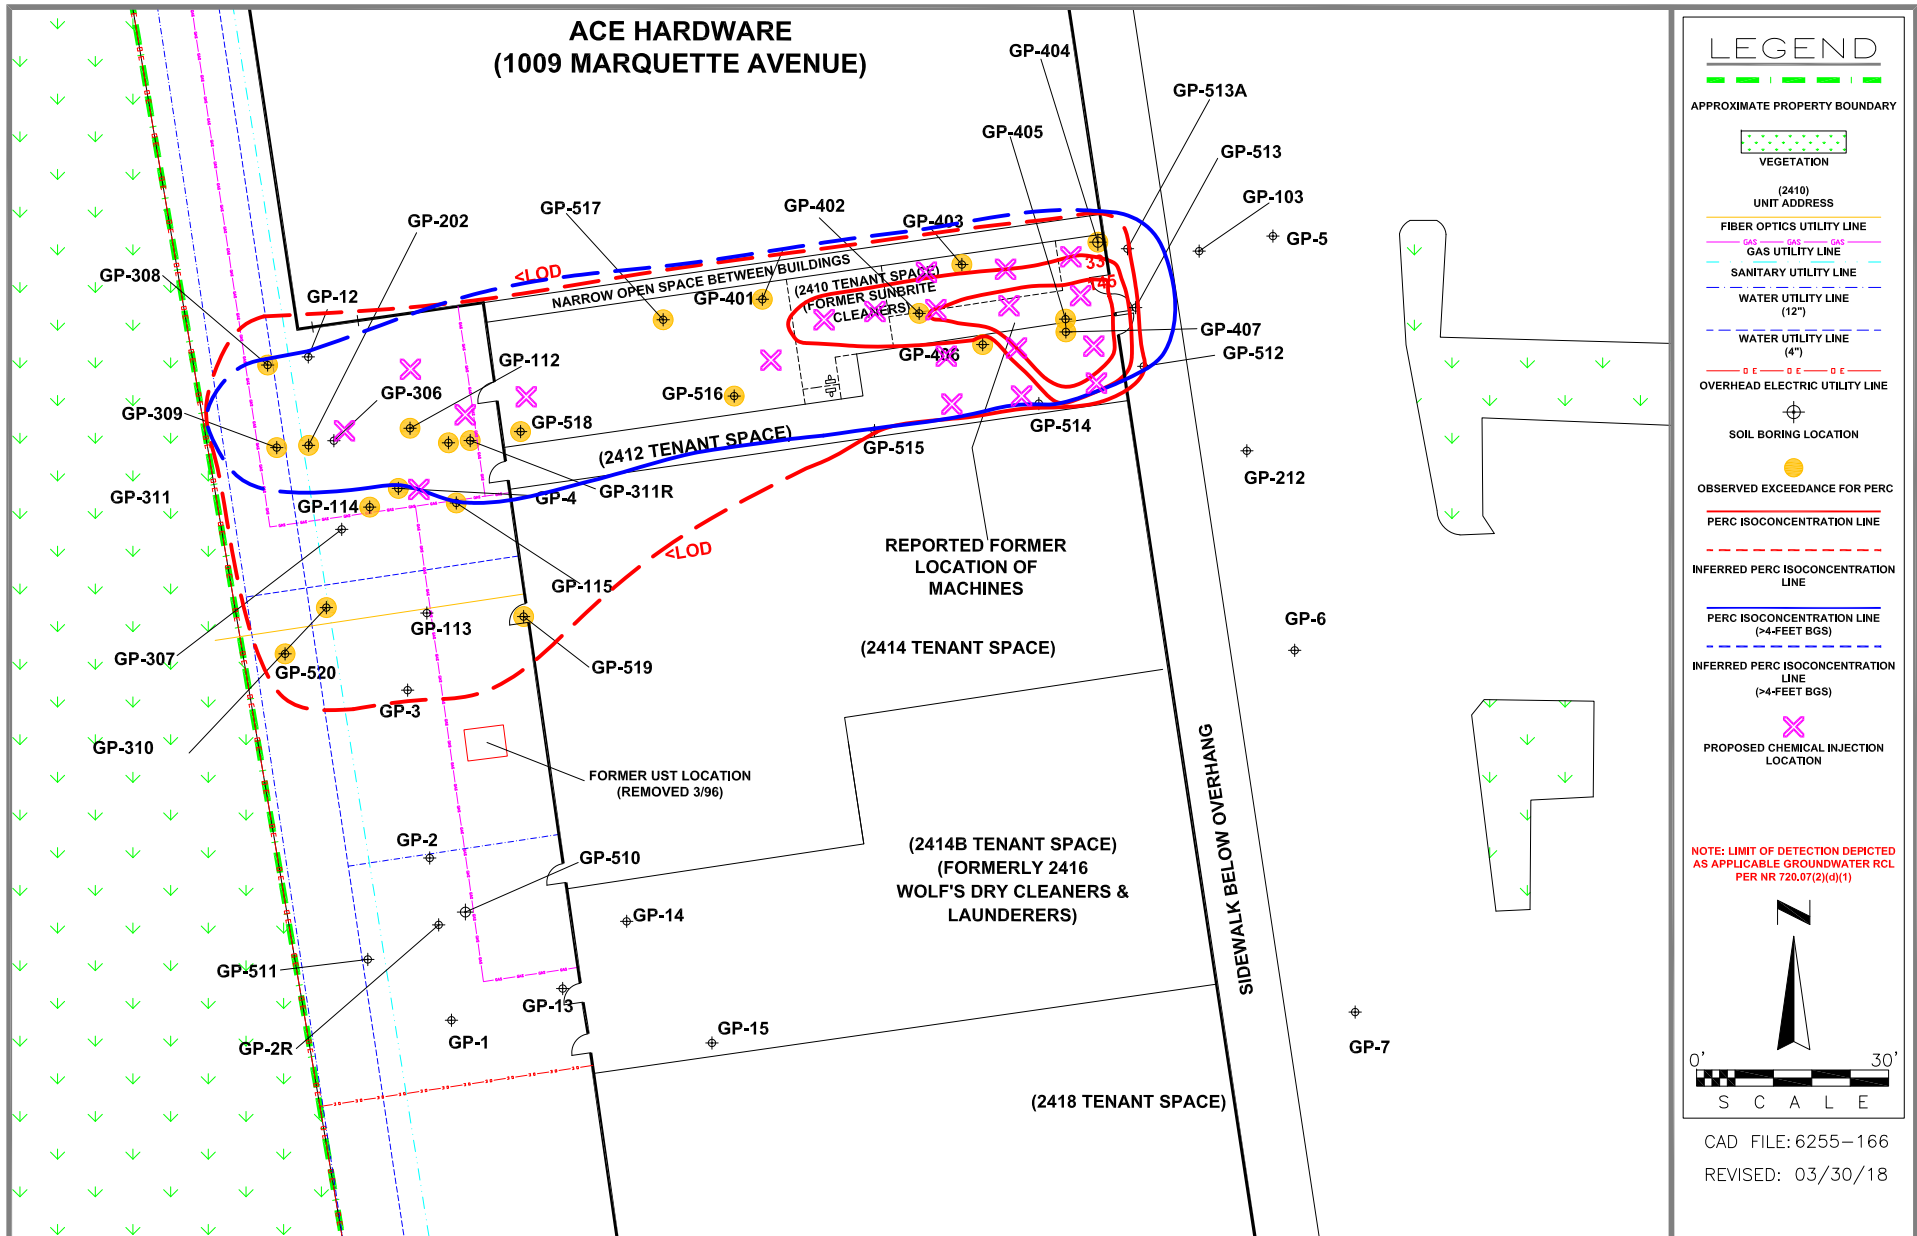 ACE HARDWARE
(1009 MARQUETTE AVENUE)
GP-404
GP-513A
GP-405
GP-513
GP-103
GP-5
GP-517
GP-402
GP-403
GP-202
GP-308
GP-12
<LOD
NARROW OPEN SPACE BETWEEN BUILDINGS
GP-401
(2410 TENANT SPACE)
(FORMER SUNBRITE
CLEANERS)
33
145
GP-407
GP-406
GP-512
GP-112
GP-306
GP-309
GP-516
GP-518
(2412 TENANT SPACE)
GP-514
GP-515
GP-212
GP-311
GP-114
GP-4
GP-311R
<LOD
REPORTED FORMER
LOCATION OF
MACHINES
GP-115
GP-113
GP-307
GP-520
GP-519
GP-6
(2414 TENANT SPACE)
GP-3
GP-310
FORMER UST LOCATION
(REMOVED 3/96)
SIDEWALK BELOW OVERHANG
GP-2
GP-510
(2414B TENANT SPACE)
(FORMERLY 2416
WOLF'S DRY CLEANERS &
LAUNDERERS)
GP-14
GP-511
GP-13
GP-2R
GP-1
GP-15
GP-7
(2418 TENANT SPACE)
LEGEND
APPROXIMATE PROPERTY BOUNDARY
VEGETATION
(2410)
UNIT ADDRESS
FIBER OPTICS UTILITY LINE
GAS GAS GAS
GAS UTILITY LINE
SANITARY UTILITY LINE
WATER UTILITY LINE
(12")
WATER UTILITY LINE
(4")
OE OE OE
OVERHEAD ELECTRIC UTILITY LINE
SOIL BORING LOCATION
OBSERVED EXCEEDANCE FOR PERC
PERC ISOCONCENTRATION LINE
INFERRED PERC ISOCONCENTRATION
LINE
PERC ISOCONCENTRATION LINE
(>4-FEET BGS)
INFERRED PERC ISOCONCENTRATION
LINE
(>4-FEET BGS)
PROPOSED CHEMICAL INJECTION
LOCATION
NOTE: LIMIT OF DETECTION DEPICTED
AS APPLICABLE GROUNDWATER RCL
PER NR 720.07(2)(d)(1)
N
0' 30'
S C A L E
CAD FILE: 6255-166
REVISED: 03/30/18